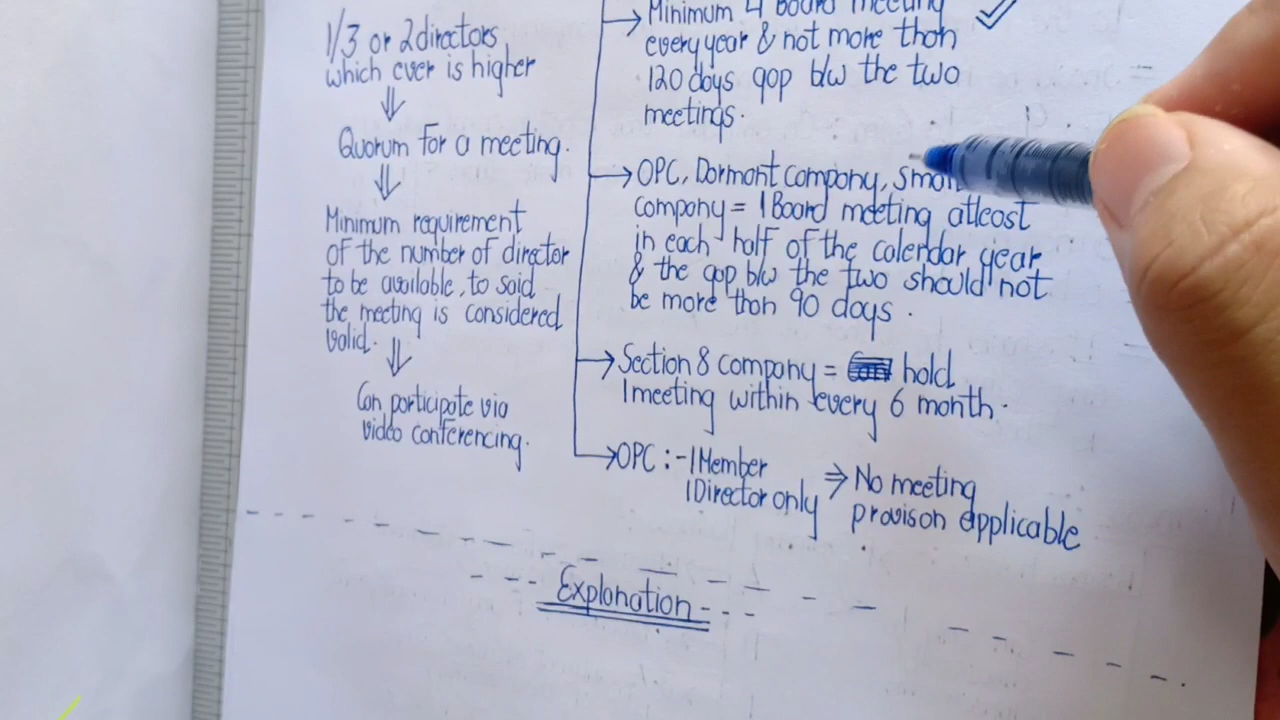 1/3 or 2 directors
which ever is higher
Quorum for a meeting.
Minimum requirement
of the number of director
to be available, to said
the meeting is considered
valid.
Can participate via
video conferencing.
Minimum 4 Board meeting
every year & not more than
120 days gap b/w the two
meetings.
OPC, Dormant company, Small
company = 1 Board meeting atleast
in each half of the calendar year
& the gap b/w the two should not
be more than 90 days.
Section 8 company = hold
1 meeting within every 6 month.
OPC :- 1 Member
1 Director only
No meeting
provison applicable
Explanation